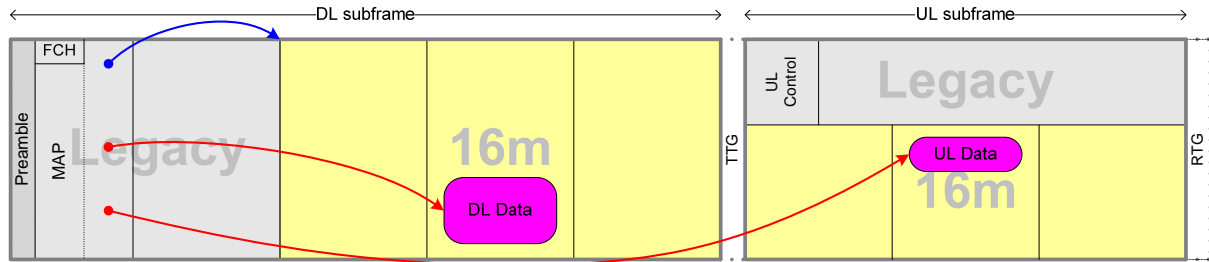 DL subframe
UL subframe
FCH
Preamble
MAP
Legacy
16m
DL Data
TTG
UL
Control
Legacy
UL Data
16m
RTG